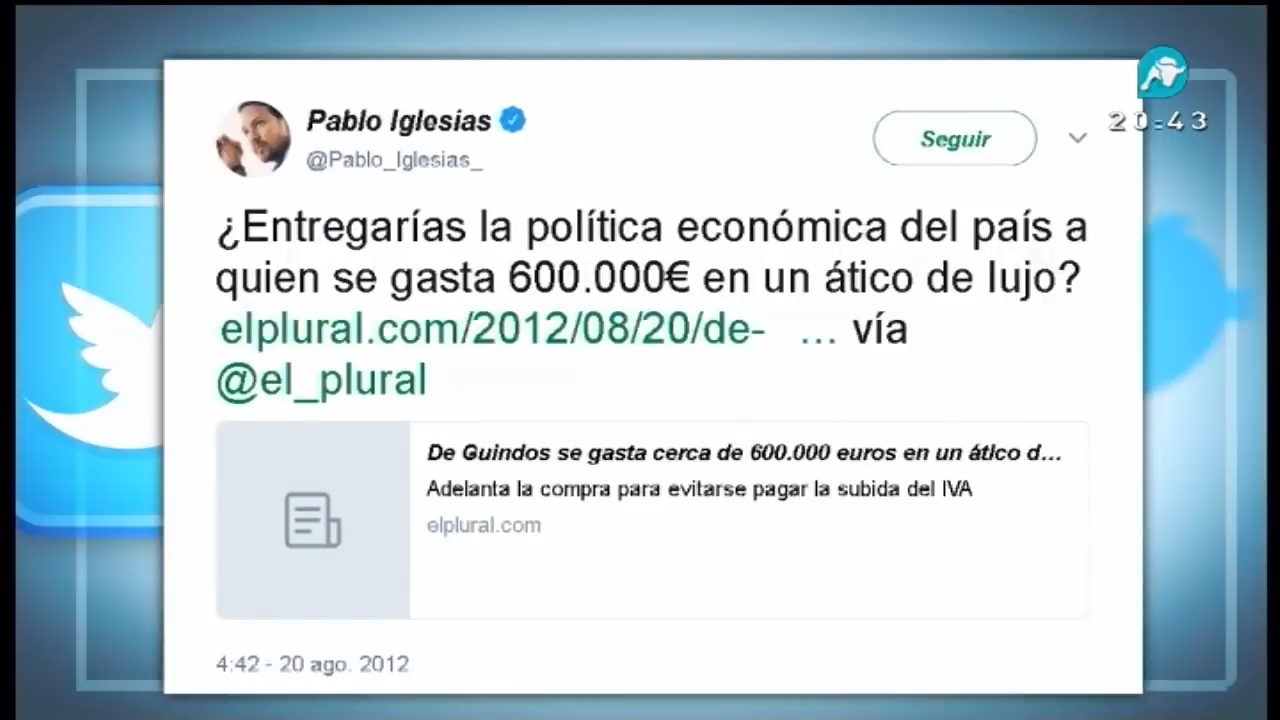 Pablo Iglesias
@Pablo_Iglesias_
Seguir
20:43
¿Entregarías la política económica del país a
quien se gasta 600.000€ en un ático de lujo?
elplural.com/2012/08/20/de- ... vía
@el_plural
De Guindos se gasta cerca de 600.000 euros en un ático d...
Adelanta la compra para evitarse pagar la subida del IVA
elplural.com
4:42 - 20 ago. 2012